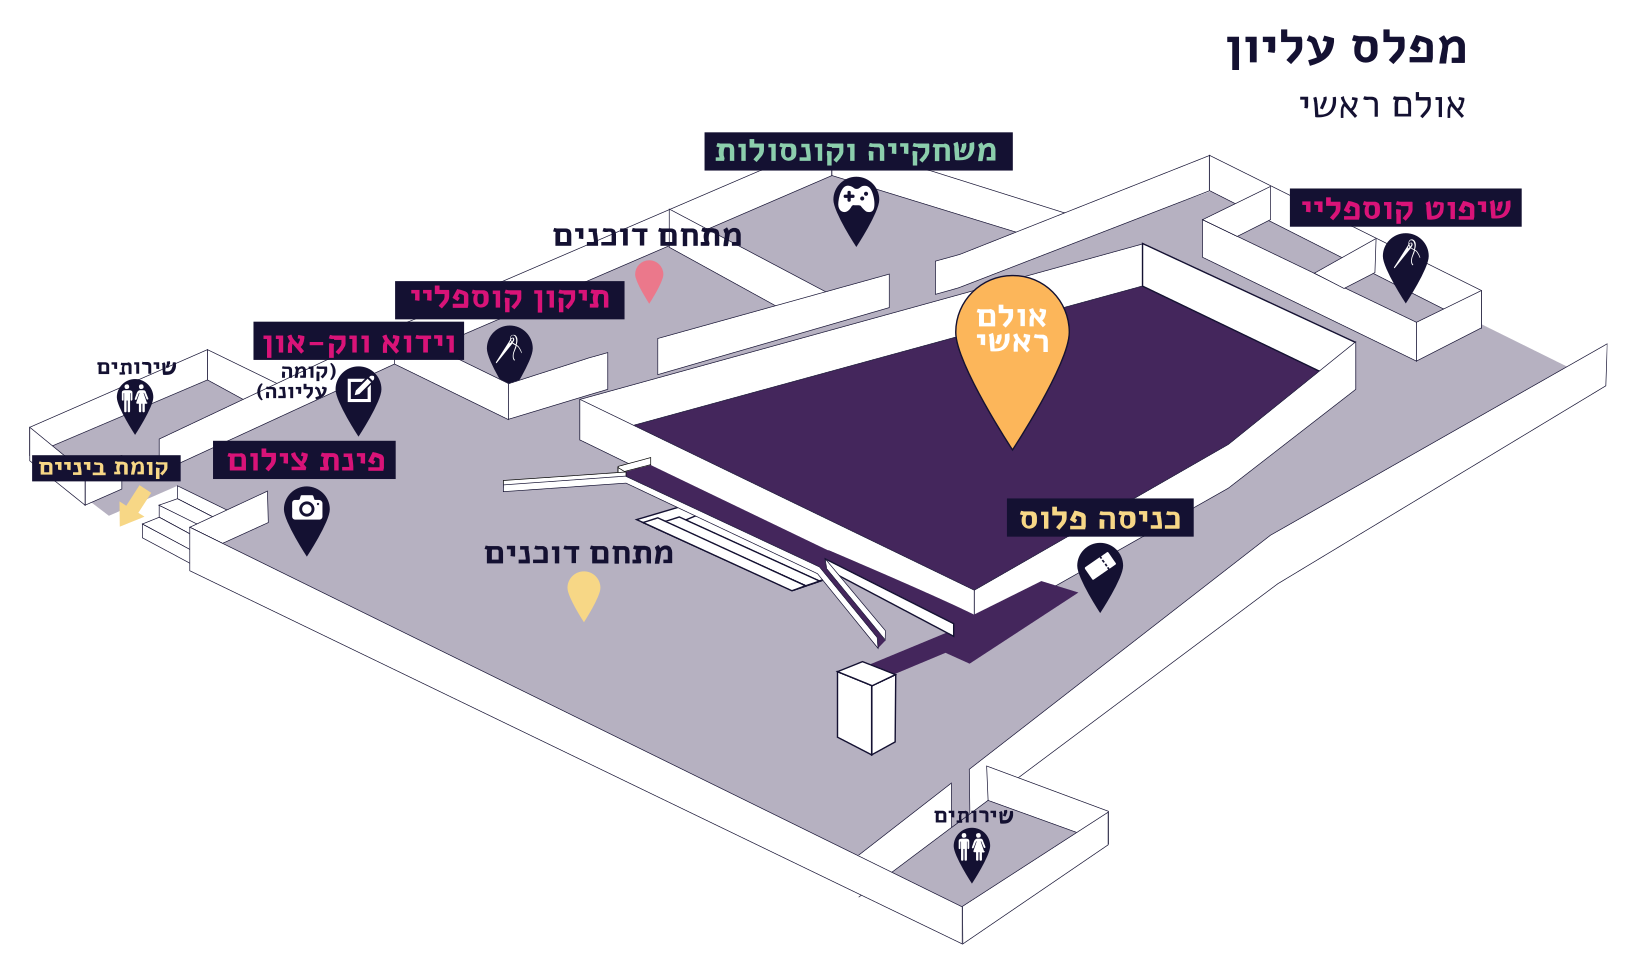 מפלס עליון
אולם ראשי
משחקייה וקונסולות
שיפוט קוספליי
מתחם דוכנים
תיקון קוספליי
אולם
ראשי
וידוא ווק-און
(קומה
עליונה)
שירותים
פינת צילום
קומת ביניים
כניסה פלוס
מתחם דוכנים
שירותים